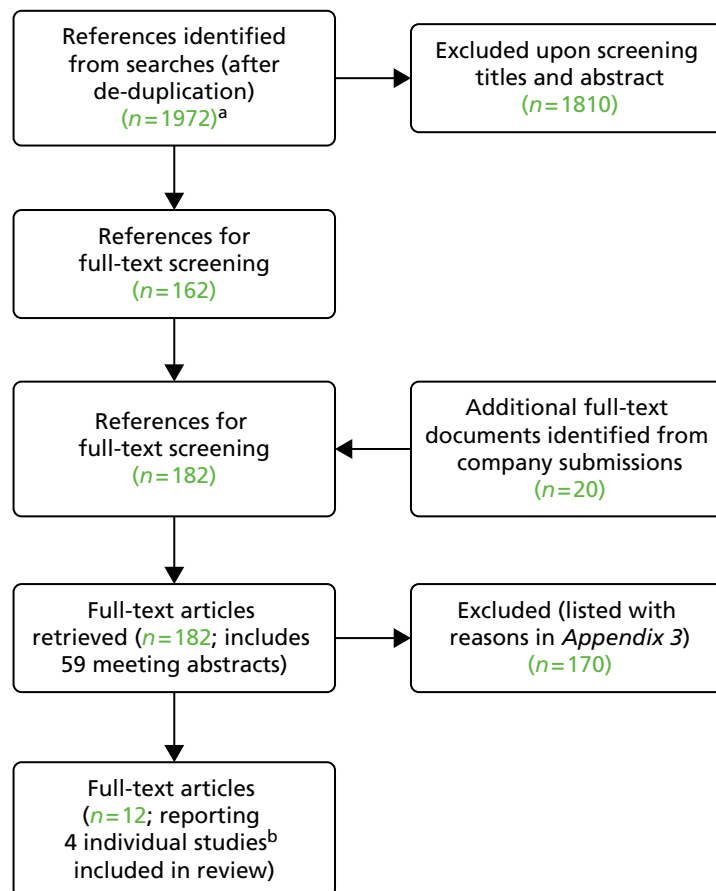 References identified
from searches (after
de-duplication)
(n=1972)a
Excluded upon screening
titles and abstract
(n=1810)
References for
full-text screening
(n=162)
References for
full-text screening
(n=182)
Additional full-text
documents identified from
company submissions
(n=20)
Full-text articles
retrieved (n=182; includes
59 meeting abstracts)
Excluded (listed with
reasons in Appendix 3)
(n=170)
Full-text articles
(n=12; reporting
4 individual studiesb
included in review)